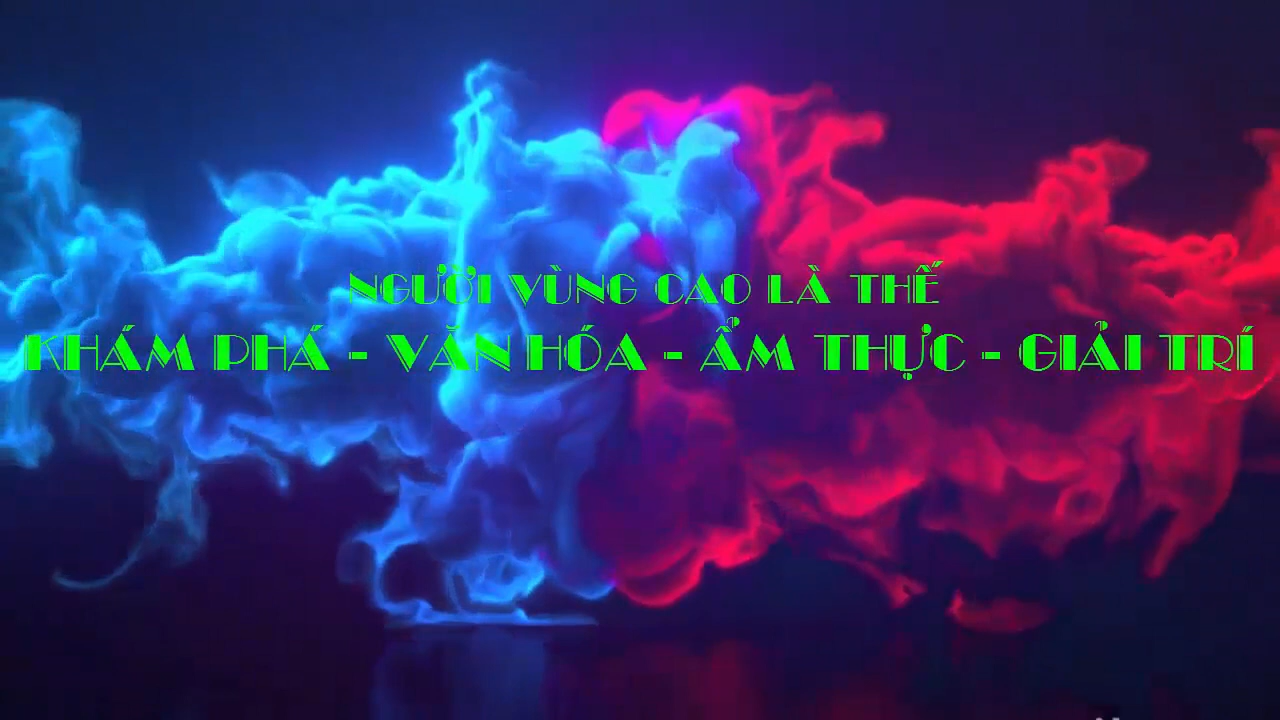 NGƯỜI VÙNG CAO LÀ THẾ
KHÁM PHÁ - VĂN HÓA - ẨM THỰC - GIẢI TRÍ